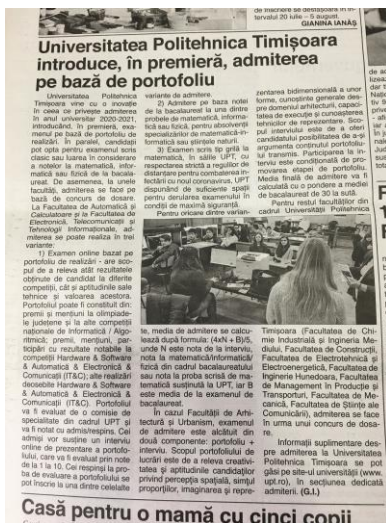 de înscriere se desfășoară în in-
tervalul 20 iulie – 5 august.
GIANINA IANĂȘ
Universitatea Politehnica Timișoara
introduce, în premieră, admiterea
pe bază de portofoliu
Universitatea Politehnica
Timișoara vine cu o inovație
în ceea ce privește admiterea
în anul universitar 2020-2021,
introducând, în premieră, exa-
menul pe bază de portofoliu de
realizări. În paralel, candidații
pot opta pentru examenul scris
clasic sau luarea în considerare
a notelor la matematică, infor-
matică sau fizică de la bacala-
ureat. De asemenea, la unele
facultăți, admiterea se face pe
bază de concurs de dosare.
La Facultatea de Automatică și
Calculatoare și la Facultatea de
Electronică, Telecomunicații și
Tehnologii Informaționale, ad-
miterea se poate realiza în trei
variante:
1) Examen online bazat pe
portofoliu de realizări - are sco-
pul de a releva atât rezultatele
obținute de candidat la diferite
competiții, cât și aptitudinile sale
tehnice și valoarea acestora.
Portofoliul poate fi constituit din:
premii și mențiuni la olimpiade-
le județene și la alte competiții
naționale de Informatică / Algo-
ritmică; premii, mențiuni, par-
ticipări cu rezultate notabile la
competiții Hardware & Software
& Automatică & Electronică &
Comunicații (IT&C); alte realizări
deosebite Hardware & Software
& Automatică & Electronică &
Comunicații (IT&C). Portofoliul
va fi evaluat de o comisie de
specialitate din cadrul UPT și
va fi notat cu admis/respins. Cei
admiși vor susține un interviu
online de prezentare a portofo-
liului, care va fi evaluat prin note
de la 1 la 10. Cei respinși la pro-
ba de evaluare a portofoliului se
pot înscrie la una dintre celelalte
variante de admitere.
2) Admitere pe baza notei
de la bacalaureat la una dintre
probele de matematică, informa-
tică sau fizică, pentru absolvenții
specializărilor de matematică-in-
formatică sau științele naturii.
3) Examen scris tip grilă la
matematică, în sălile UPT, cu
respectarea strictă a regulilor de
distanțare pentru combaterea in-
fectării cu noul coronavirus, UPT
dispunând de suficiente spații
pentru derularea examenului în
condiții de maximă siguranță.
Pentru oricare dintre varian-
te, media de admitere se calcu-
lează după formula: (4xN + B)/5,
unde N este nota de la interviu,
nota la matematică/informatică/
fizică din cadrul bacalaureatului
sau nota la proba scrisă de ma-
tematică susținută la UPT, iar B
este media de la examenul de
bacalaureat.
În cazul Facultății de Arhi-
tectură și Urbanism, examenul
de admitere este alcătuit din
două componente: portofoliu +
interviu. Scopul portofoliului de
lucrări este de a releva creativi-
tatea și aptitudinile candidaților
privind percepția spațială, simțul
proporțiilor, imaginarea și repre-
zentarea bidimensională a unor
forme, cunoștințe generale des-
pre domeniul arhitecturii, capaci-
tatea de execuție și cunoașterea
tehnicilor de reprezentare. Sco-
pul interviului este de a oferi
candidatului posibilitatea de a-și
argumenta conținutul portofoliu-
lui transmis. Participarea la in-
terviu este condiționată de pro-
movarea etapei de portofoliu.
Media finală de admitere va fi
calculată cu o pondere a mediei
de bacalaureat de 30 la sută.
Pentru restul facultăților din
cadrul Universității Politehnica
Timișoara (Facultatea de Chi-
mie Industrială și Ingineria Me-
diului, Facultatea de Construcții,
Facultatea de Electrotehnică și
Electroenergetică, Facultatea de
Inginerie Hunedoara, Facultatea
de Management în Producție și
Transporturi, Facultatea de Me-
canică, Facultatea de Științe ale
Comunicării), admiterea se face
în urma unui concurs de dosa-
re.
Informații suplimentare des-
pre admiterea la Universitatea
Politehnica Timișoara se pot
găsi pe site-ul universității (www.
upt.ro), în secțiunea dedicată
admiterii. (G.I.)
Casă pentru o mamă cu cinci copii